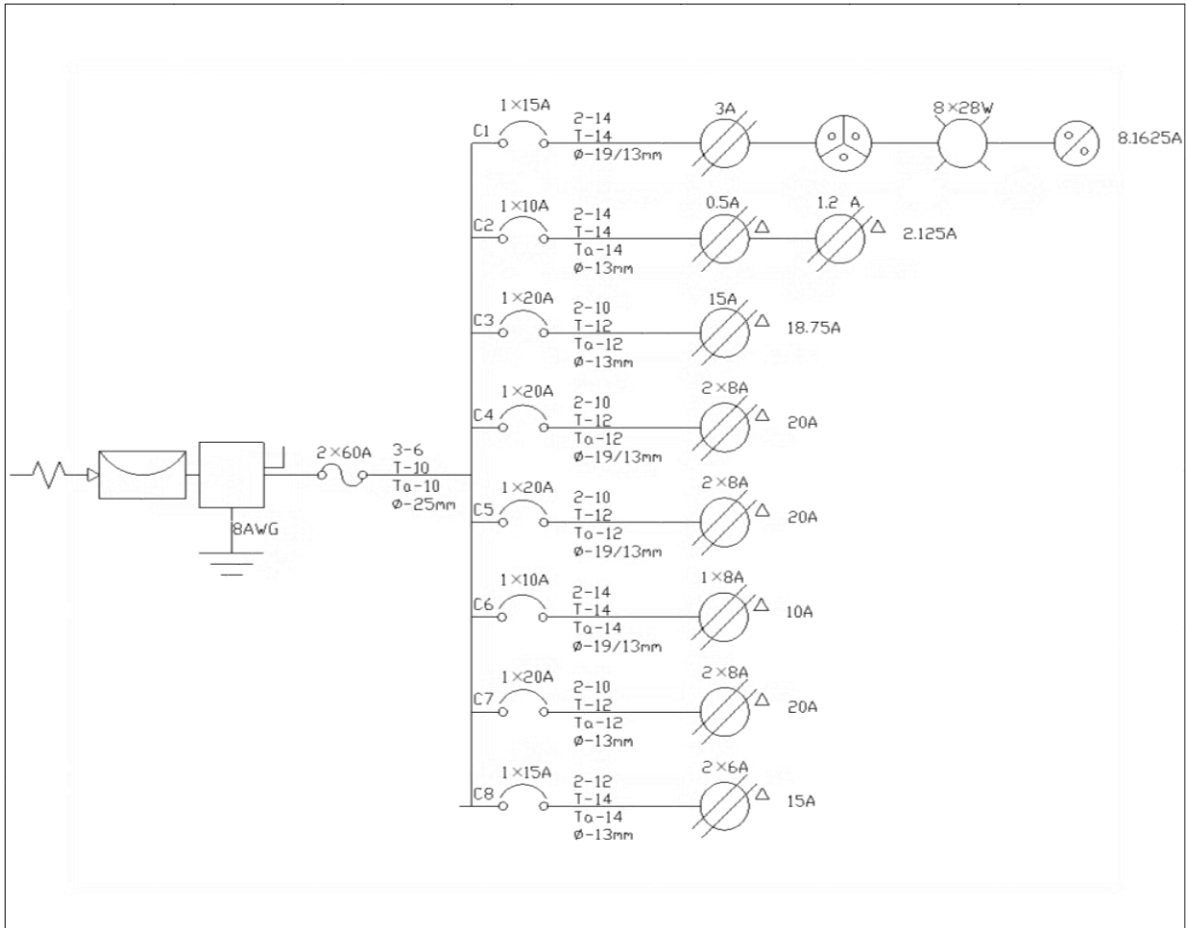 1×15A
C1
2-14
T-14
Ø-19/13mm
3A
8×28W
8.1625A
1×10A
C2
2-14
T-14
Ta-14
Ø-13mm
0.5A
1.2 A
2.125A
1×20A
C3
2-10
T-12
Ta-12
Ø-13mm
15A
18.75A
1×20A
C4
2-10
T-12
Ta-12
Ø-19/13mm
2×8A
20A
8AWG
2×60A
3-6
T-10
Ta-10
Ø-25mm
1×20A
C5
2-10
T-12
Ta-12
Ø-19/13mm
2×8A
20A
1×10A
C6
2-14
T-14
Ta-14
Ø-19/13mm
1×8A
10A
1×20A
C7
2-10
T-12
Ta-12
Ø-13mm
2×8A
20A
1×15A
C8
2-12
T-14
Ta-14
Ø-13mm
2×6A
15A